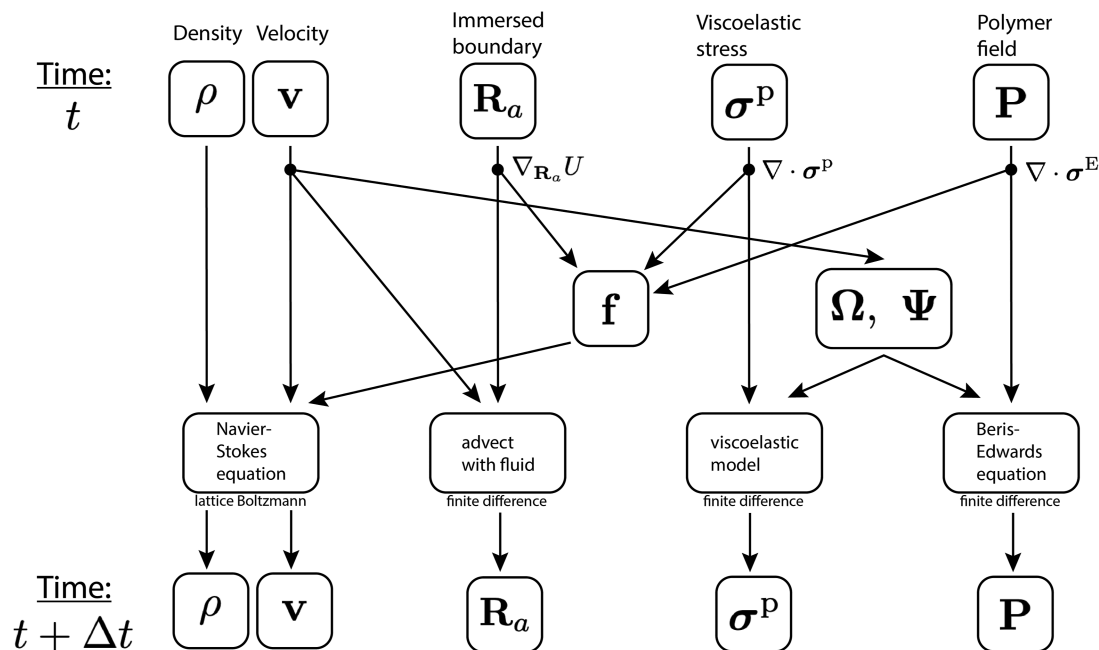 Density Velocity
Immersed
boundary
Viscoelastic
stress
Polymer
field
Time:
t
ρ
v
R_a
σ^p
P
∇_{R_a} U
∇ · σ^p
∇ · σ^E
f
Ω, Ψ
Navier-
Stokes
equation
lattice Boltzmann
advect
with fluid
finite difference
viscoelastic
model
finite difference
Beris-
Edwards
equation
finite difference
Time:
t + Δt
ρ
v
R_a
σ^p
P